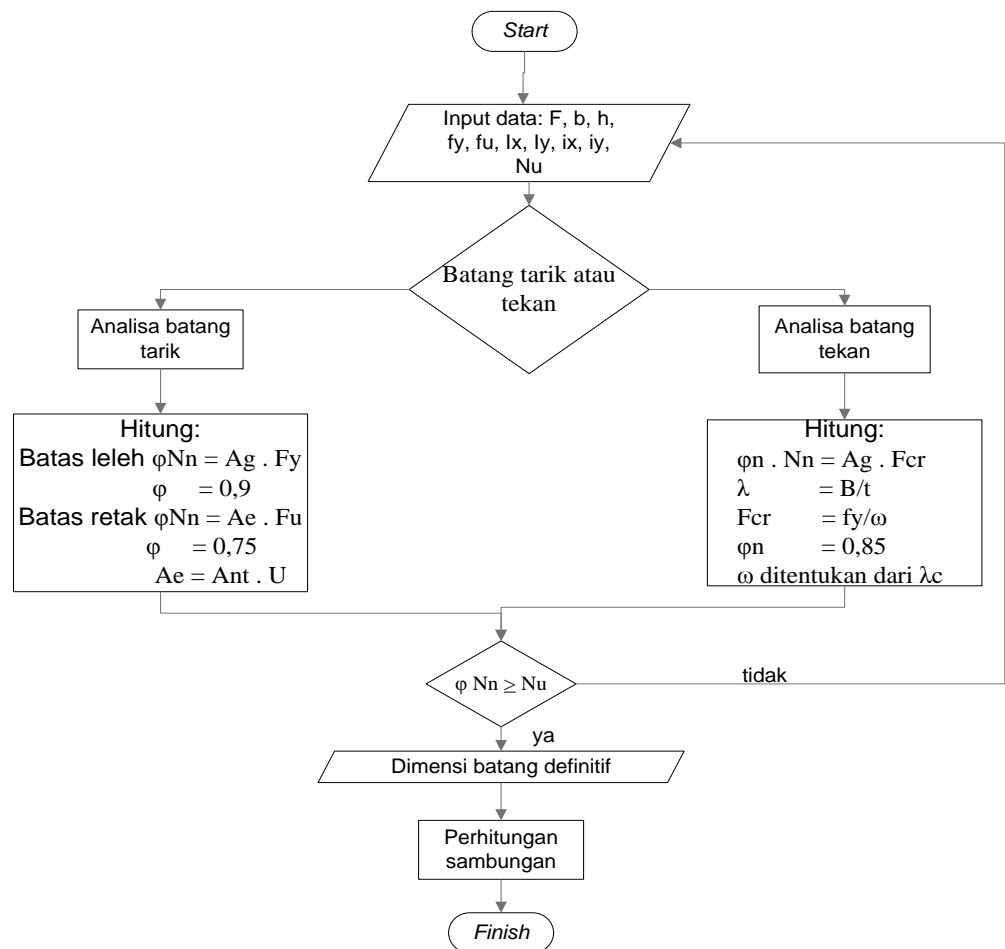 Start
Input data: F, b, h,
fy, fu, Ix, Iy, ix, iy,
Nu
Batang tarik atau
tekan
Analisa batang
tarik
Analisa batang
tekan
Hitung:
Batas leleh φNn = Ag . Fy
φ = 0,9
Batas retak φNn = Ae . Fu
φ = 0,75
Ae = Ant . U
Hitung:
φn . Nn = Ag . Fcr
λ = B/t
Fcr = fy/ω
φn = 0,85
ω ditentukan dari λc
φ Nn ≥ Nu
tidak
ya
Dimensi batang definitif
Perhitungan
sambungan
Finish